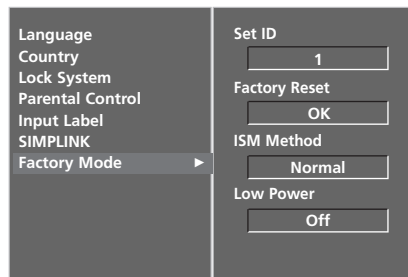 Language
Country
Lock System
Parental Control
Input Label
SIMPLINK
Factory Mode ►
Set ID
1
Factory Reset
OK
ISM Method
Normal
Low Power
Off